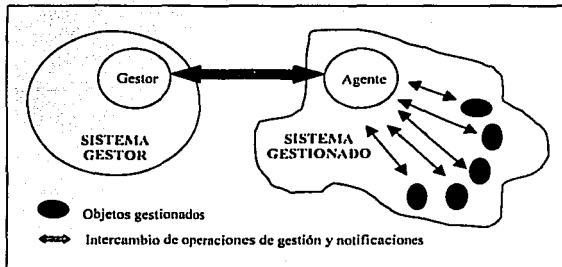 Gestor
Agente
SISTEMA
GESTOR
SISTEMA
GESTIONADO
Objetos gestionados
Intercambio de operaciones de gestión y notificaciones